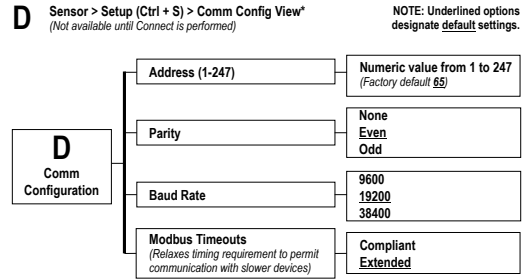 D
Sensor > Setup (Ctrl + S) > Comm Config View*
(Not available until Connect is performed)
NOTE: Underlined options
designate default settings.
D
Comm
Configuration
Address (1-247)
Numeric value from 1 to 247
(Factory default 65)
Parity
None
Even
Odd
Baud Rate
9600
19200
38400
Modbus Timeouts
(Relaxes timing requirement to permit
communication with slower devices)
Compliant
Extended